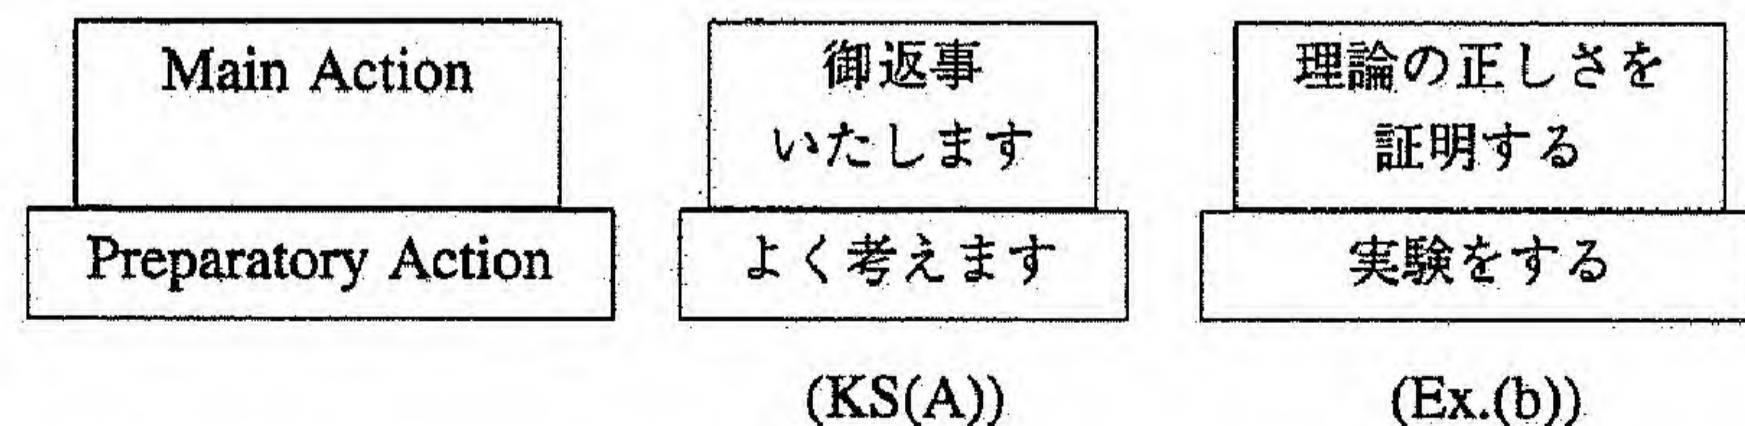 Main Action
Preparatory Action
御返事
いたします
よく考えます
(KS(A))
理論の正しさを
証明する
実験をする
(Ex.(b))